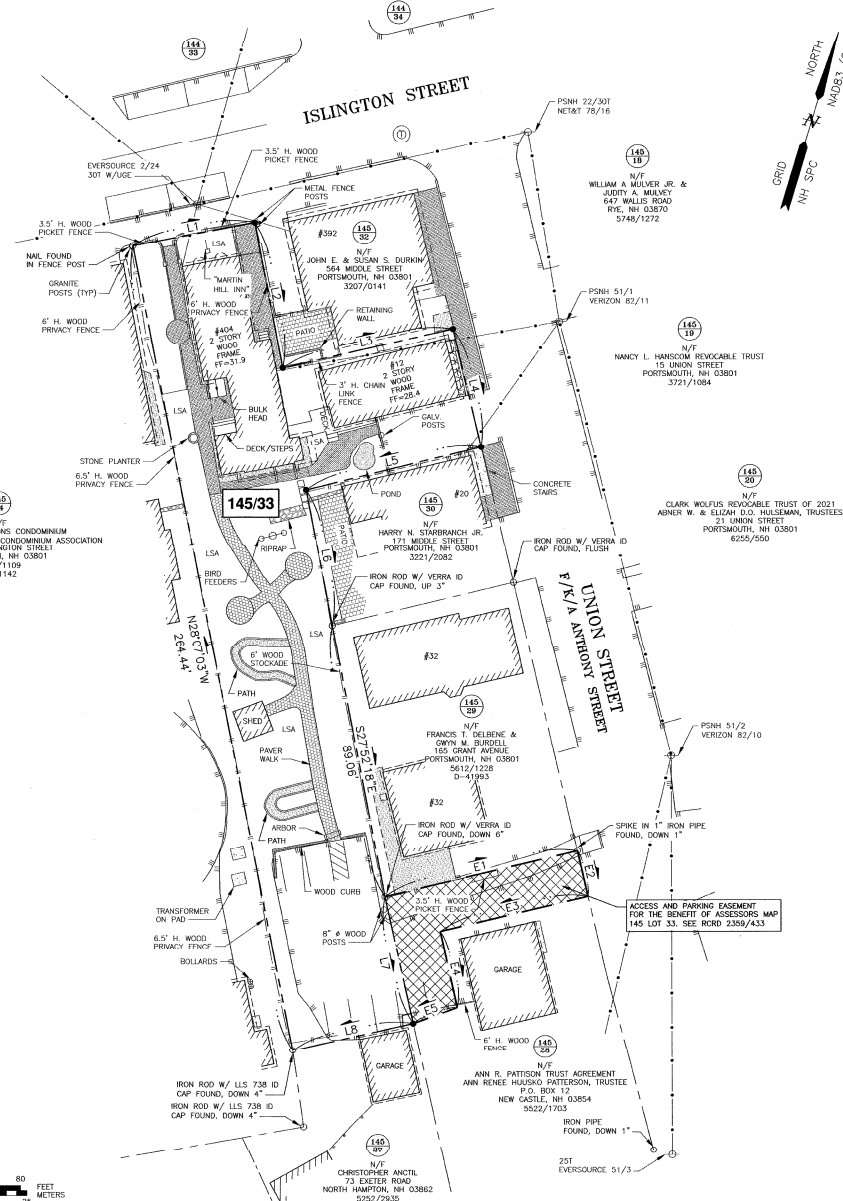 144
34
144
33
NORTH
NAD83
GRID
NH SPC
N
ISLINGTON STREET
PSNH 22/30T
NET&T 78/16
EVERSOURCE 2/24
30T W/UGE
3.5' H. WOOD
PICKET FENCE
METAL FENCE
POSTS
145
18
N/F
WILLIAM A MULVER JR. &
JUDITY A. MULVEY
647 WALLIS ROAD
RYE, NH 03870
5748/1272
3.5' H. WOOD
PICKET FENCE
NAIL FOUND
IN FENCE POST
GRANITE
POSTS (TYP)
6' H. WOOD
PRIVACY FENCE
L1
LSA
"MARTIN
HILL INN"
6' H. WOOD
PRIVACY FENCE
L2
#392
145
32
N/F
JOHN E. & SUSAN S. DURKIN
564 MIDDLE STREET
PORTSMOUTH, NH 03801
3207/0141
PSNH 51/1
VERIZON 82/11
RETAINING
WALL
PATIO
L3
#404
2 STORY
WOOD
FRAME
FF=31.9
145
19
N/F
NANCY L. HANSCOM REVOCABLE TRUST
15 UNION STREET
PORTSMOUTH, NH 03801
3721/1084
#12
2 STORY
WOOD
FRAME
FF=28.4
3' H. CHAIN
LINK
FENCE
L4
LSA
BULK
HEAD
DECK
GALV.
POSTS
LSA
DECK/STEPS
L5
STONE PLANTER
6.5' H. WOOD
PRIVACY FENCE
POND
CONCRETE
STAIRS
145/33
145
20
N/F
CLARK WOLFUS REVOCABLE TRUST OF 2021
ABNER W. & ELIZAH D.O. HULSEMAN, TRUSTEES
21 UNION STREET
PORTSMOUTH, NH 03801
6255/550
PATIO
145
30
#20
N/F
HARRY N. STARBRANCH JR.
171 MIDDLE STREET
PORTSMOUTH, NH 03801
3221/2082
5
4
/F
ONS CONDOMINIUM
CONDOMINIUM ASSOCIATION
NGTON STREET
, NH 03801
/1109
1142
LSA
RIPRAP
BIRD
FEEDERS
L6
IRON ROD W/ VERRA ID
CAP FOUND, FLUSH
IRON ROD W/ VERRA ID
CAP FOUND, UP 3"
UNION STREET
F/K/A ANTHONY STREET
N28°07'03"W
264.44'
LSA
6' WOOD
STOCKADE
#32
PATH
SHED
LSA
PAVER
WALK
S27°52'18"E
89.06'
145
29
N/F
FRANCIS T. DELBENE &
GWYN M. BURDELL
165 GRANT AVENUE
PORTSMOUTH, NH 03801
5612/1228
D-41993
PSNH 51/2
VERIZON 82/10
#32
ARBOR
PATH
IRON ROD W/ VERRA ID
CAP FOUND, DOWN 6"
SPIKE IN 1" IRON PIPE
FOUND, DOWN 1"
E1
E2
WOOD CURB
3.5' H. WOOD
PICKET FENCE
E3
TRANSFORMER
ON PAD
8" ø WOOD
POSTS
ACCESS AND PARKING EASEMENT
FOR THE BENEFIT OF ASSESSORS MAP
145 LOT 33. SEE RCRD 2359/433
6.5' H. WOOD
PRIVACY FENCE
BOLLARDS
L7
E4
GARAGE
E5
L8
6' H. WOOD
FENCE
GARAGE
145
28
N/F
ANN R. PATTISON TRUST AGREEMENT
ANN RENEE HUUSKO PATTERSON, TRUSTEE
P.O. BOX 12
NEW CASTLE, NH 03854
5522/1703
IRON ROD W/ LLS 738 ID
CAP FOUND, DOWN 4"
IRON ROD W/ LLS 738 ID
CAP FOUND, DOWN 4"
IRON PIPE
FOUND, DOWN 1"
25T
EVERSOURCE 51/3
145
27
N/F
CHRISTOPHER ANCTIL
73 EXETER ROAD
NORTH HAMPTON, NH 03862
5252/2935
80
FEET
METERS